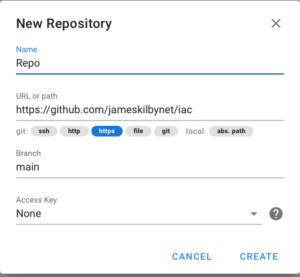 New Repository
Name
Repo
URL or path
https://github.com/jameskilbynet/iac
git: ssh http https file git local: abs. path
Branch
main
Access Key
None
CANCEL CREATE